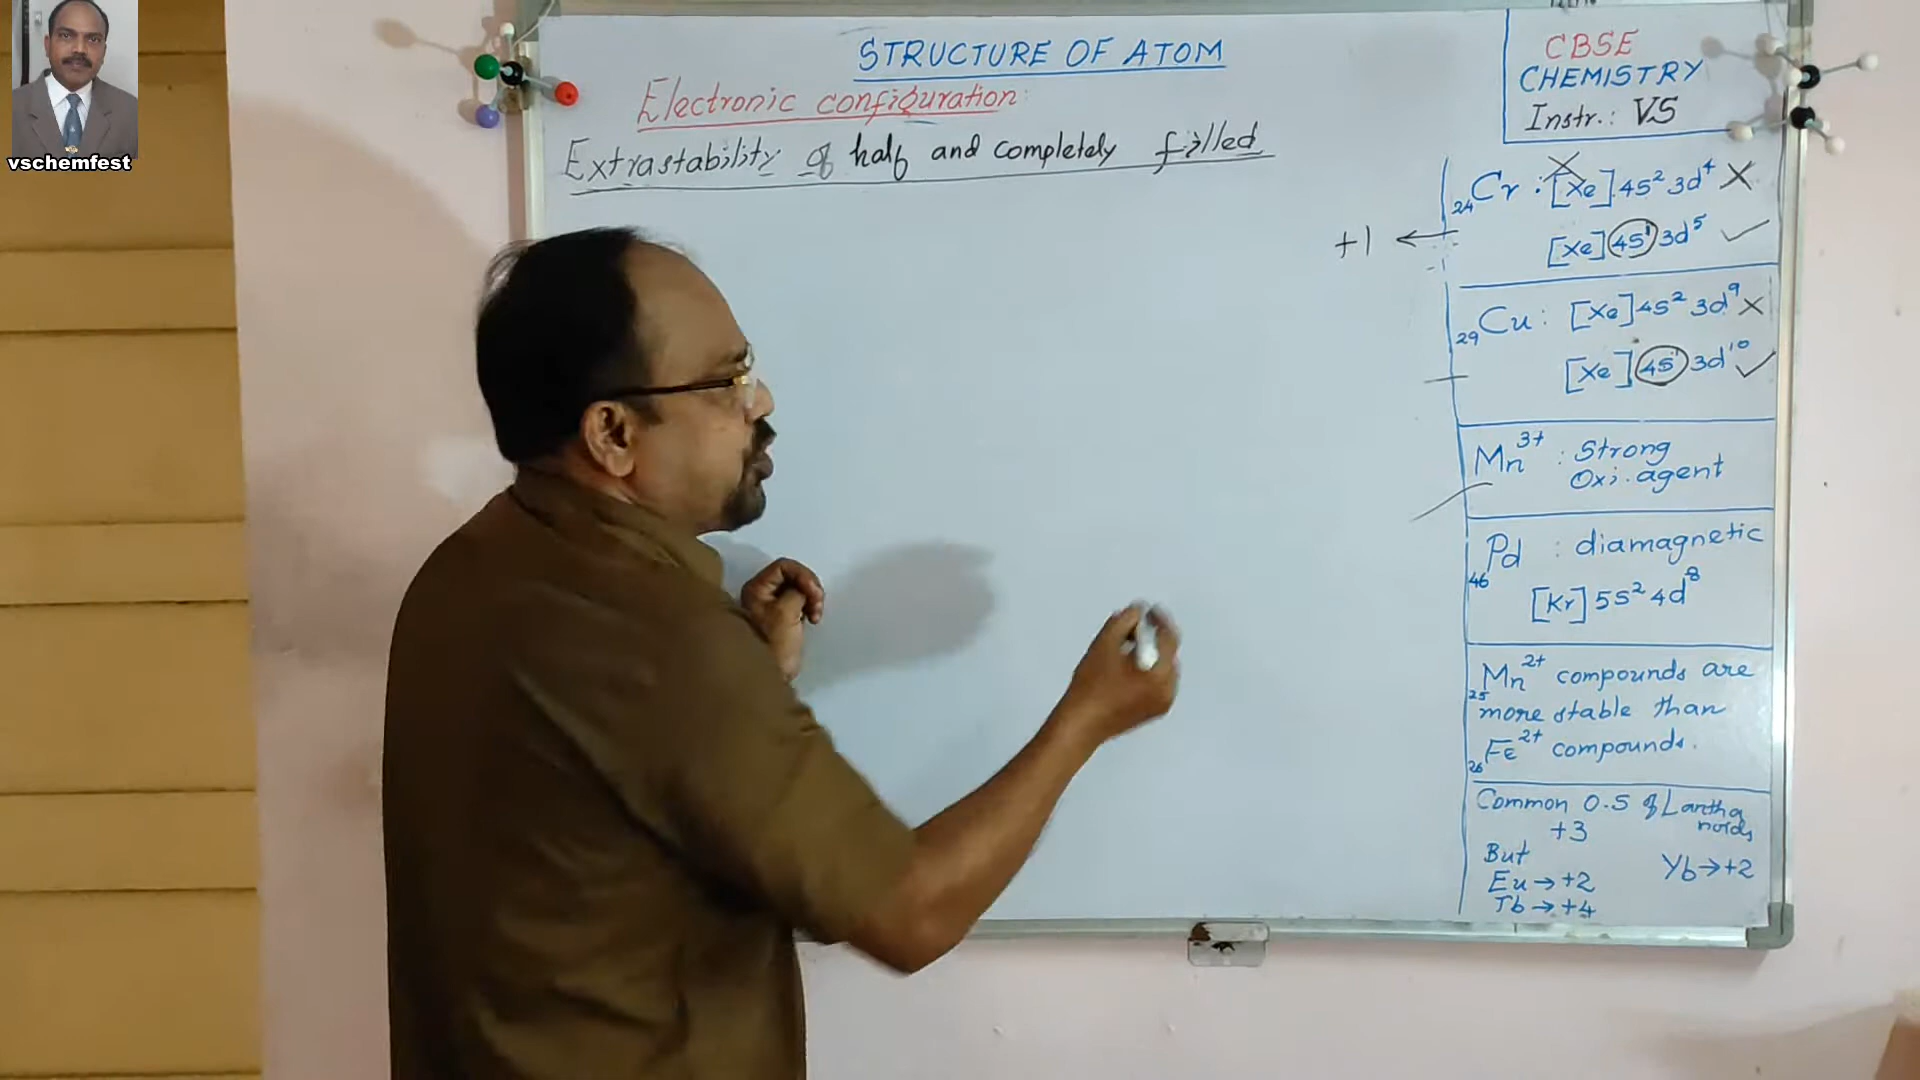 vschemfest
STRUCTURE OF ATOM
Electronic configuration:
Extrastability of half and completely filled
CBSE
CHEMISTRY
Instr.: VS
+1 ←
₂₄Cr : [Xe] 4s² 3d⁴ X
[Xe] 4s¹ 3d⁵ ✓
₂₉Cu : [Xe] 4s² 3d⁹ X
[Xe] 4s¹ 3d¹⁰ ✓
Mn³⁺ : Strong
Oxi. agent
₄₆Pd : diamagnetic
[Kr] 5s² 4d⁸
₂₅Mn²⁺ compounds are
more stable than
₂₆Fe²⁺ compounds.
Common O.S of Lantha
noids
+3
But
Eu → +2
Yb → +2
Tb → +4